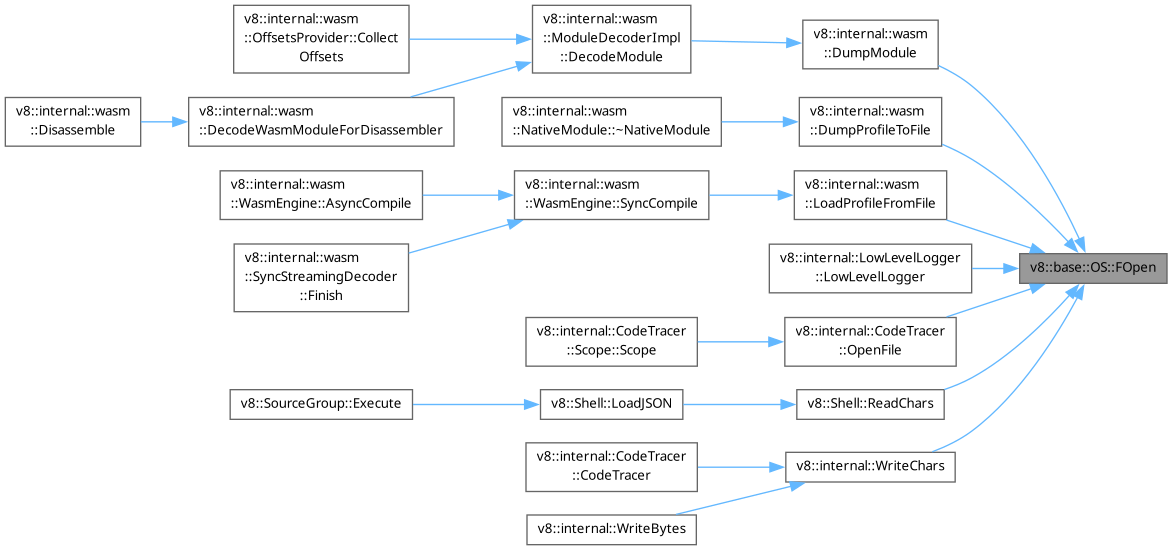 v8::internal::wasm
::OffsetsProvider::Collect
Offsets
v8::internal::wasm
::ModuleDecoderImpl
::DecodeModule
v8::internal::wasm
::DumpModule
v8::internal::wasm
::Disassemble
v8::internal::wasm
::DecodeWasmModuleForDisassembler
v8::internal::wasm
::NativeModule::~NativeModule
v8::internal::wasm
::DumpProfileToFile
v8::internal::wasm
::WasmEngine::AsyncCompile
v8::internal::wasm
::WasmEngine::SyncCompile
v8::internal::wasm
::LoadProfileFromFile
v8::internal::wasm
::SyncStreamingDecoder
::Finish
v8::internal::LowLevelLogger
::LowLevelLogger
v8::base::OS::FOpen
v8::internal::CodeTracer
::Scope::Scope
v8::internal::CodeTracer
::OpenFile
v8::SourceGroup::Execute
v8::Shell::LoadJSON
v8::Shell::ReadChars
v8::internal::CodeTracer
::CodeTracer
v8::internal::WriteChars
v8::internal::WriteBytes